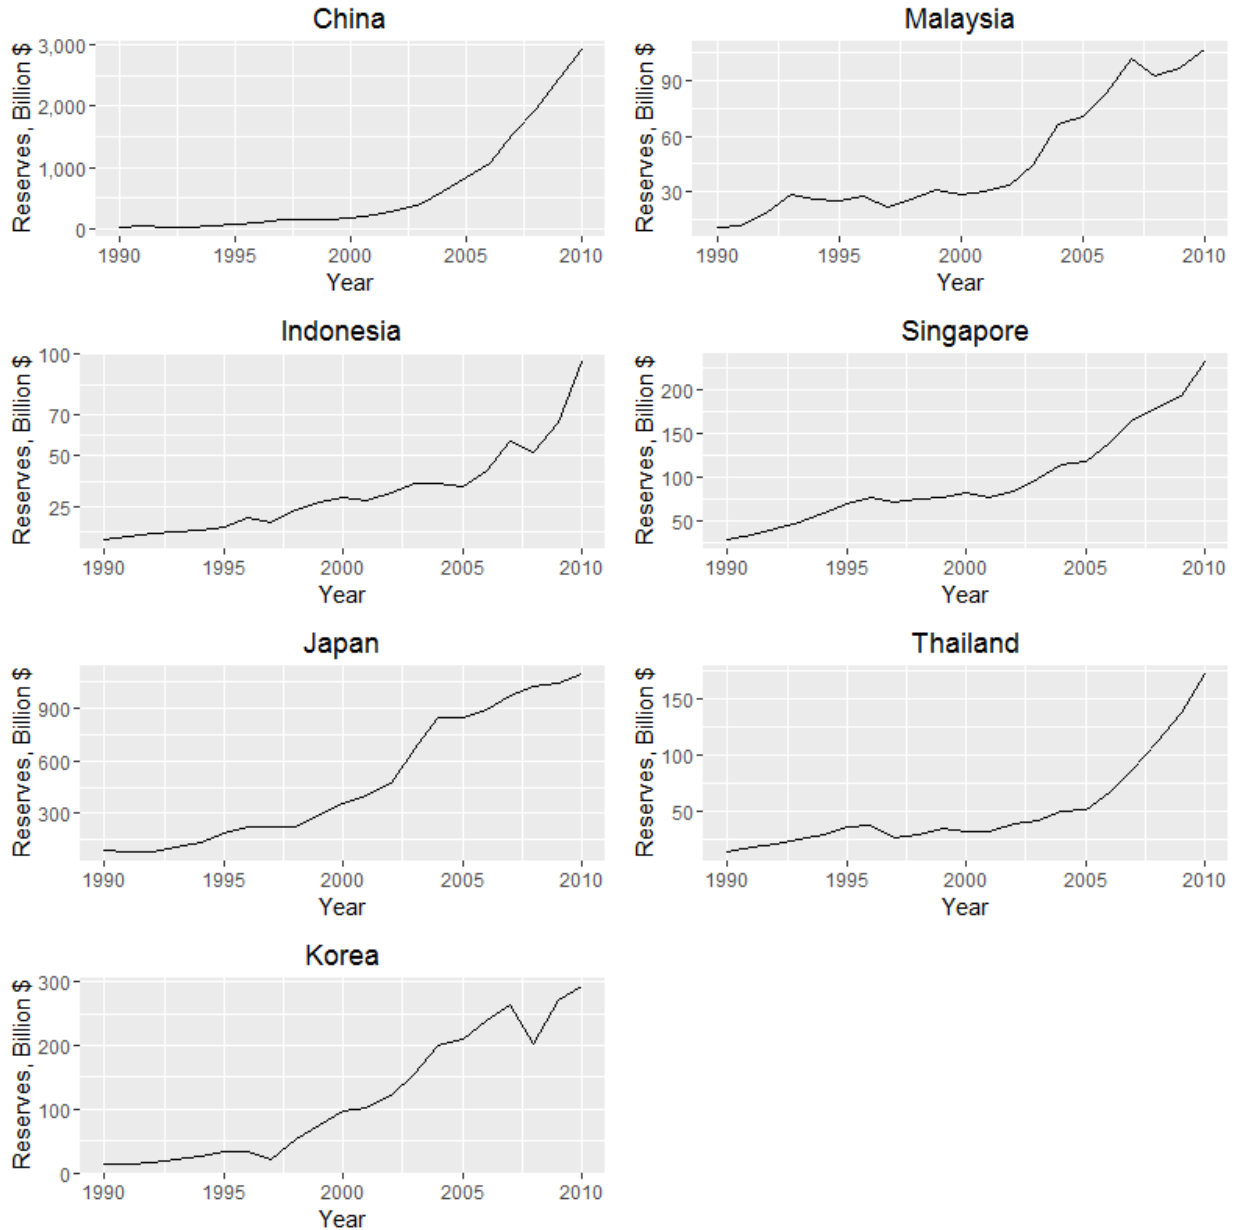 China
Reserves, Billion $
3,000
2,000
1,000
0
1990 1995 2000 2005 2010
Year
Malaysia
Reserves, Billion $
90
60
30
1990 1995 2000 2005 2010
Year
Indonesia
Reserves, Billion $
100
70
50
25
1990 1995 2000 2005 2010
Year
Singapore
Reserves, Billion $
200
150
100
50
1990 1995 2000 2005 2010
Year
Japan
Reserves, Billion $
900
600
300
1990 1995 2000 2005 2010
Year
Thailand
Reserves, Billion $
150
100
50
1990 1995 2000 2005 2010
Year
Korea
Reserves, Billion $
300
200
100
0
1990 1995 2000 2005 2010
Year